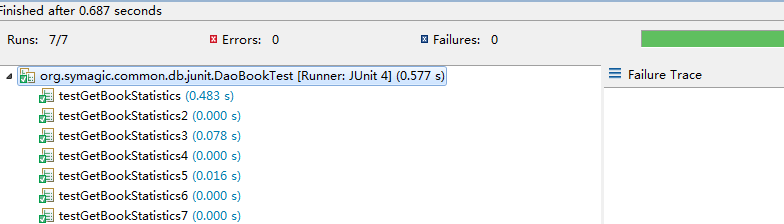 Finished after 0.687 seconds
Runs: 7/7 Errors: 0 Failures: 0
org.symagic.common.db.junit.DaoBookTest [Runner: JUnit 4] (0.577 s)
Failure Trace
testGetBookStatistics (0.483 s)
testGetBookStatistics2 (0.000 s)
testGetBookStatistics3 (0.078 s)
testGetBookStatistics4 (0.000 s)
testGetBookStatistics5 (0.016 s)
testGetBookStatistics6 (0.000 s)
testGetBookStatistics7 (0.000 s)